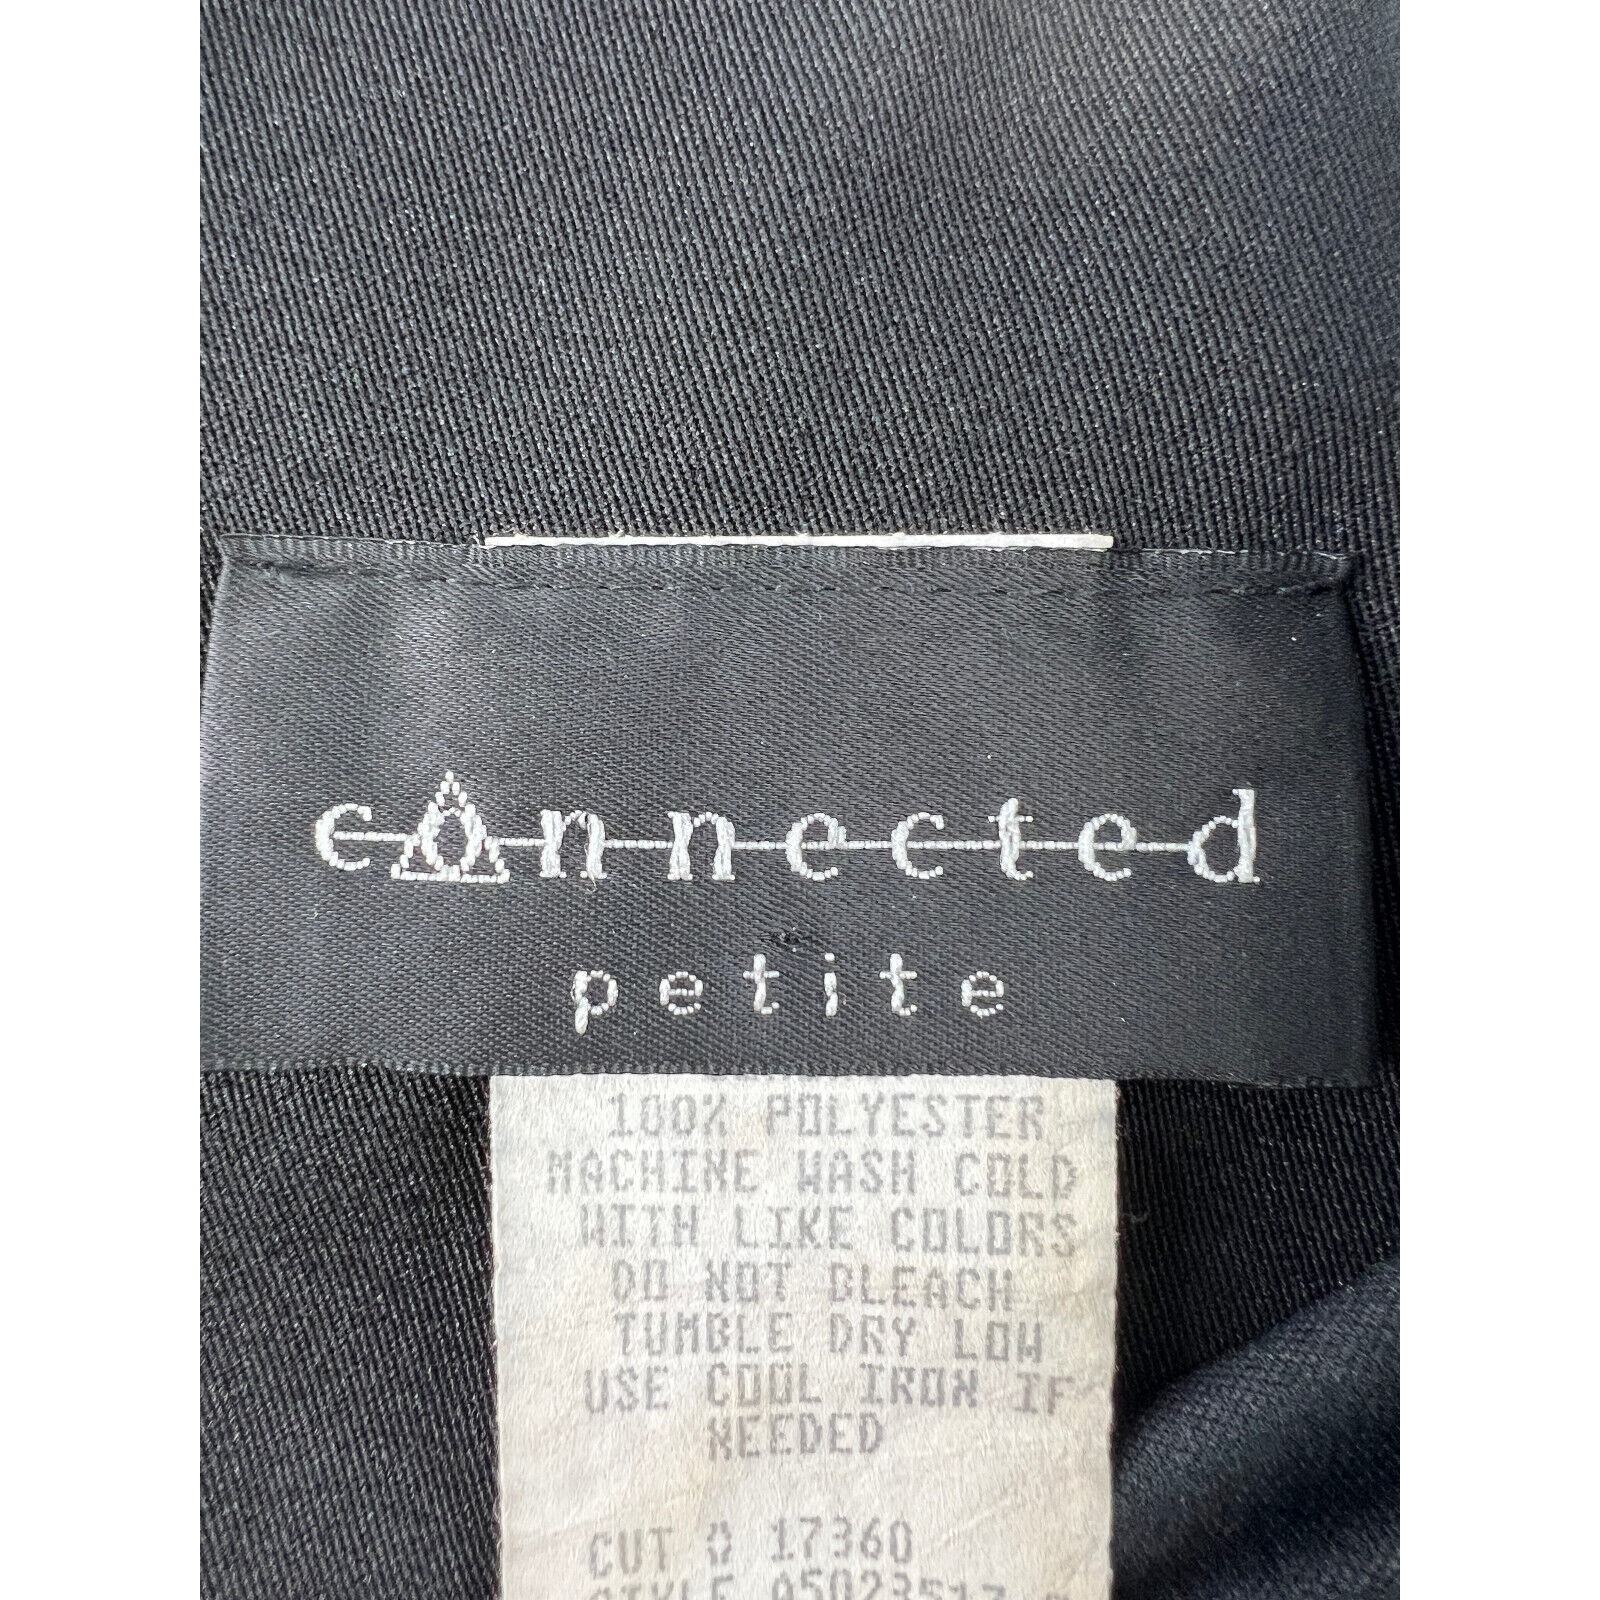 connected
petite
100% POLYESTER
MACHINE WASH COLD
WITH LIKE COLORS
DO NOT BLEACH
TUMBLE DRY LOW
USE COOL IRON IF
NEEDED
CUT # 17360
STYLE